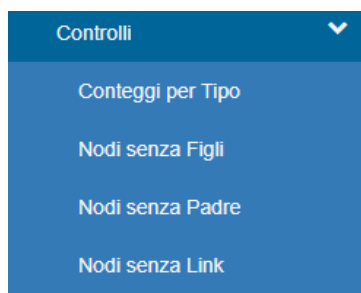 Controlli
Conteggi per Tipo
Nodi senza Figli
Nodi senza Padre
Nodi senza Link